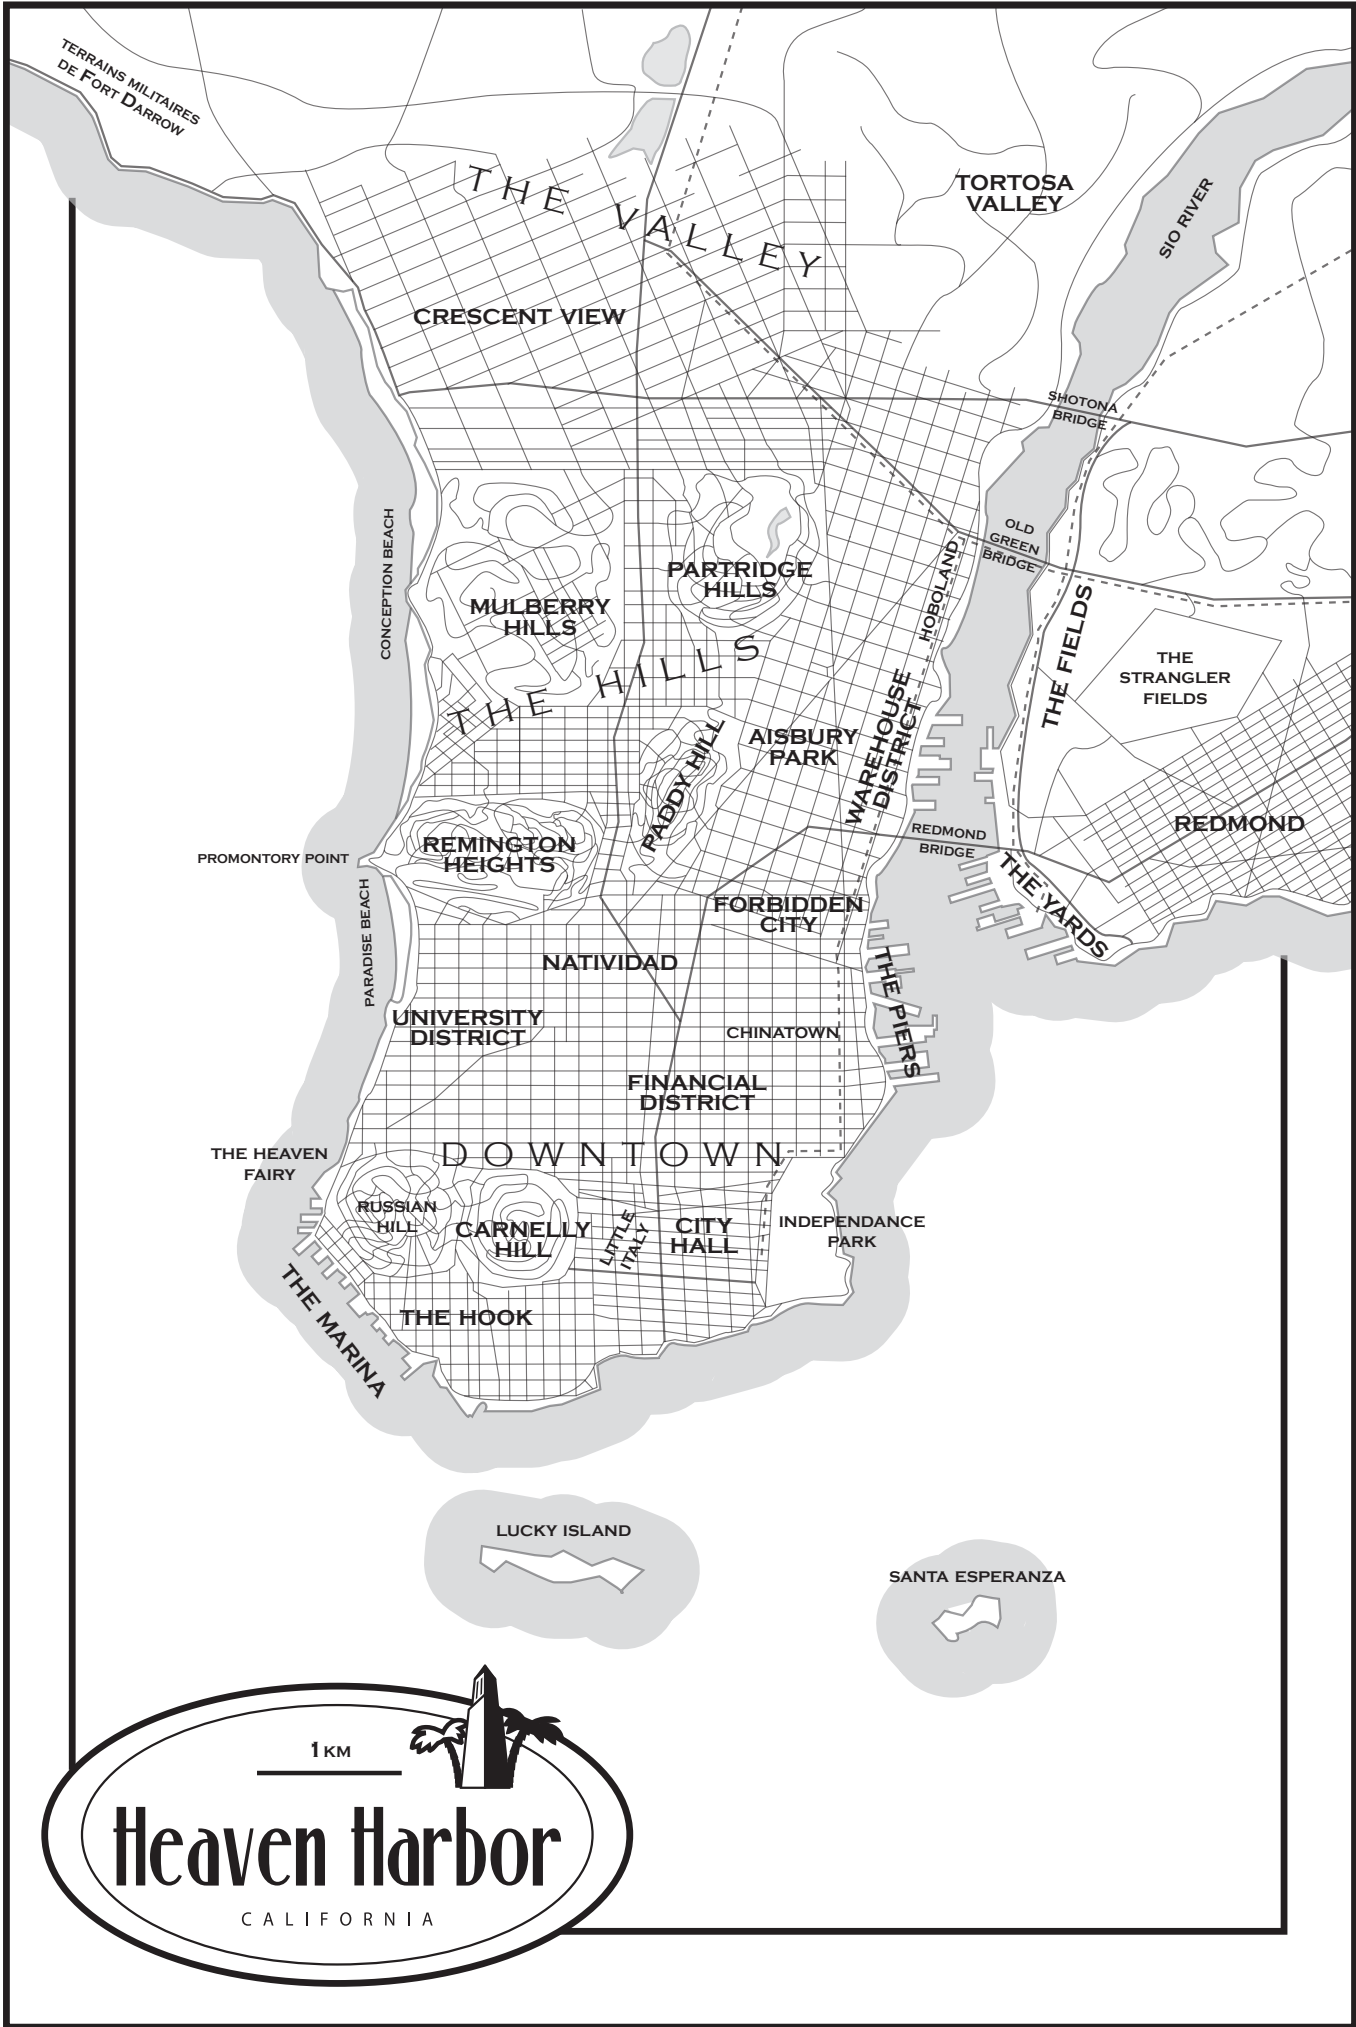 TERRAINS MILITAIRES
DE FORT DARROW
THE VALLEY
TORTOSA
VALLEY
SIO RIVER
CRESCENT VIEW
SHOTONA
BRIDGE
CONCEPTION BEACH
OLD
GREEN
BRIDGE
HOBOLAND
PARTRIDGE
HILLS
MULBERRY
HILLS
THE FIELDS
THE
STRANGLER
FIELDS
THE HILLS
WAREHOUSE
DISTRICT
AISBURY
PARK
PADDY HILL
REDMOND
REDMOND
BRIDGE
REMINGTON
HEIGHTS
PROMONTORY POINT
THE YARDS
PARADISE BEACH
FORBIDDEN
CITY
NATIVIDAD
THE PIERS
UNIVERSITY
DISTRICT
CHINATOWN
FINANCIAL
DISTRICT
DOWNTOWN
THE HEAVEN
FAIRY
RUSSIAN
HILL
CARNELLY
HILL
LITTLE
ITALY
CITY
HALL
INDEPENDANCE
PARK
THE MARINA
THE HOOK
LUCKY ISLAND
SANTA ESPERANZA
1 KM
Heaven Harbor
CALIFORNIA